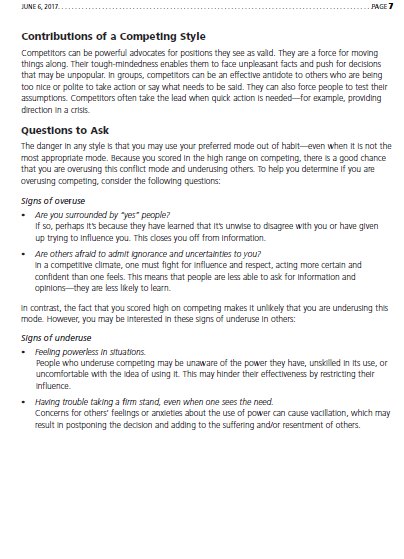 JUNE 6, 2017. PAGE 7
Contributions of a Competing Style
Competitors can be powerful advocates for positions they see as valid. They are a force for moving
things along. Their tough-mindedness enables them to face unpleasant facts and push for decisions
that may be unpopular. In groups, competitors can be an effective antidote to others who are being
too nice or polite to take action or say what needs to be said. They can also force people to test their
assumptions. Competitors often take the lead when quick action is needed—for example, providing
direction in a crisis.
Questions to Ask
The danger in any style is that you may use your preferred mode out of habit—even when it is not the
most appropriate mode. Because you scored in the high range on competing, there is a good chance
that you are overusing this conflict mode and underusing others. To help you determine if you are
overusing competing, consider the following questions:
Signs of overuse
• Are you surrounded by “yes” people?
If so, perhaps it’s because they have learned that it’s unwise to disagree with you or have given
up trying to influence you. This closes you off from information.
• Are others afraid to admit ignorance and uncertainties to you?
In a competitive climate, one must fight for influence and respect, acting more certain and
confident than one feels. This means that people are less able to ask for information and
opinions—they are less likely to learn.
In contrast, the fact that you scored high on competing makes it unlikely that you are underusing this
mode. However, you may be interested in these signs of underuse in others:
Signs of underuse
• Feeling powerless in situations.
People who underuse competing may be unaware of the power they have, unskilled in its use, or
uncomfortable with the idea of using it. This may hinder their effectiveness by restricting their
influence.
• Having trouble taking a firm stand, even when one sees the need.
Concerns for others’ feelings or anxieties about the use of power can cause vacillation, which may
result in postponing the decision and adding to the suffering and/or resentment of others.